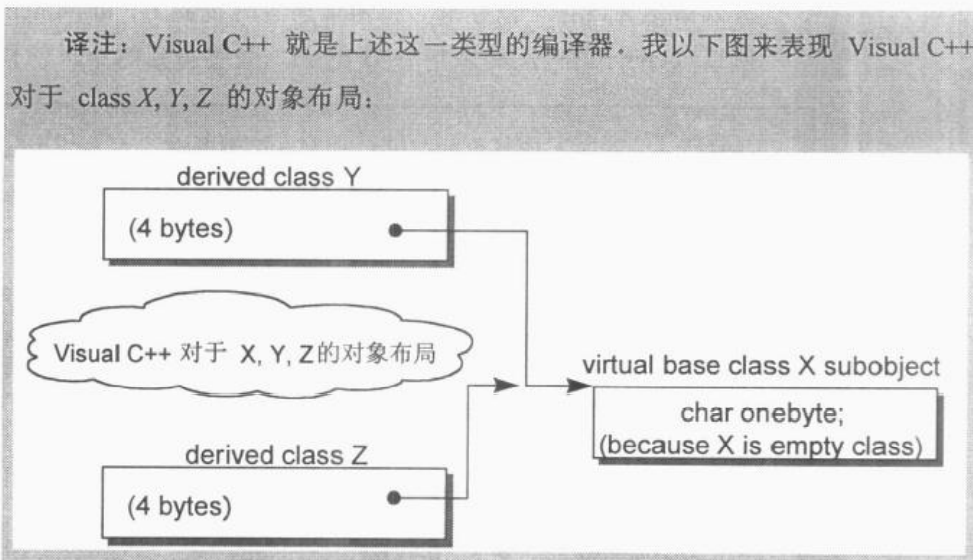 译注：Visual C++ 就是上述这一类型的编译器．我以下图来表现 Visual C++
对于 class X, Y, Z 的对象布局：
derived class Y
(4 bytes)
Visual C++ 对于 X, Y, Z的对象布局
virtual base class X subobject
char onebyte;
(because X is empty class)
derived class Z
(4 bytes)